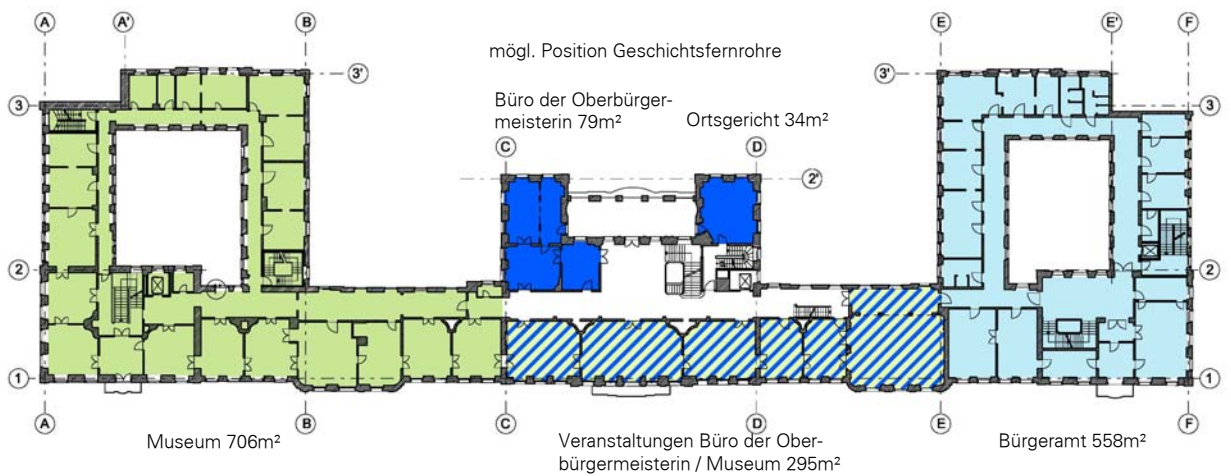 A A' B E E' F
mögl. Position Geschichtsfernrohre
3' 3'
3 3
Büro der Oberbürger-
meisterin 79m² Ortsgericht 34m²
C D
2'
2 2
1 1
A B C D E F
Museum 706m²
Veranstaltungen Büro der Ober-
bürgermeisterin / Museum 295m²
Bürgeramt 558m²